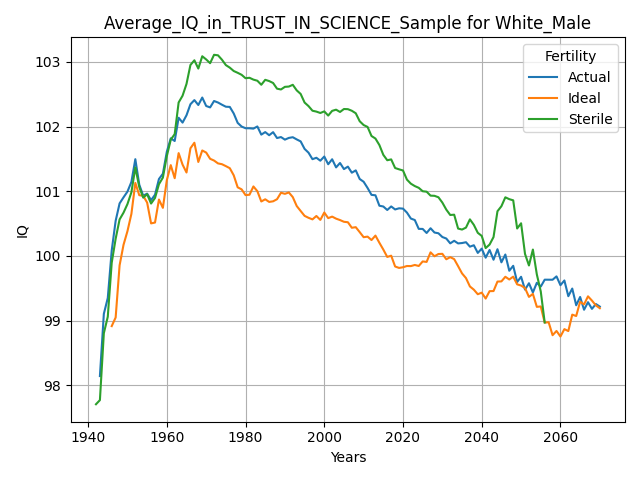 Average_IQ_in_TRUST_IN_SCIENCE_Sample for White_Male
Fertility
Actual
Ideal
Sterile
IQ
103
102
101
100
99
98
1940
1960
1980
2000
2020
2040
2060
Years